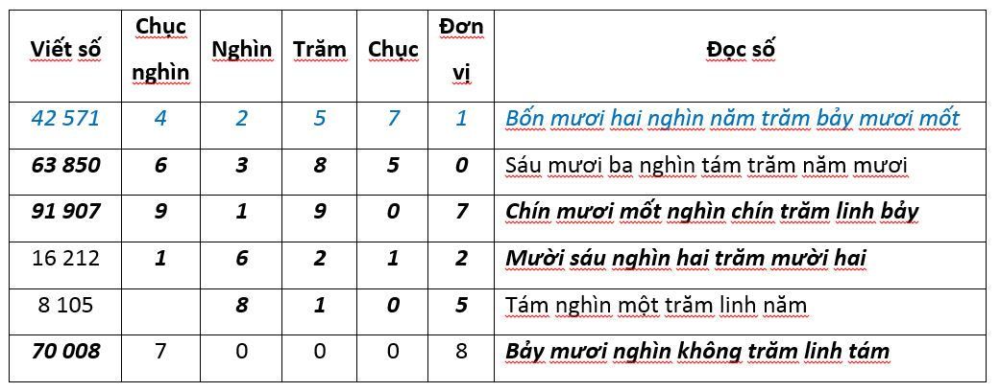 Viết số Chục nghìn Nghìn Trăm Chục Đơn vị Đọc số
42 571 4 2 5 7 1 Bốn mươi hai nghìn năm trăm bảy mươi mốt
63 850 6 3 8 5 0 Sáu mươi ba nghìn tám trăm năm mươi
91 907 9 1 9 0 7 Chín mươi mốt nghìn chín trăm linh bảy
16 212 1 6 2 1 2 Mười sáu nghìn hai trăm mười hai
8 105 8 1 0 5 Tám nghìn một trăm linh năm
70 008 7 0 0 0 8 Bảy mươi nghìn không trăm linh tám